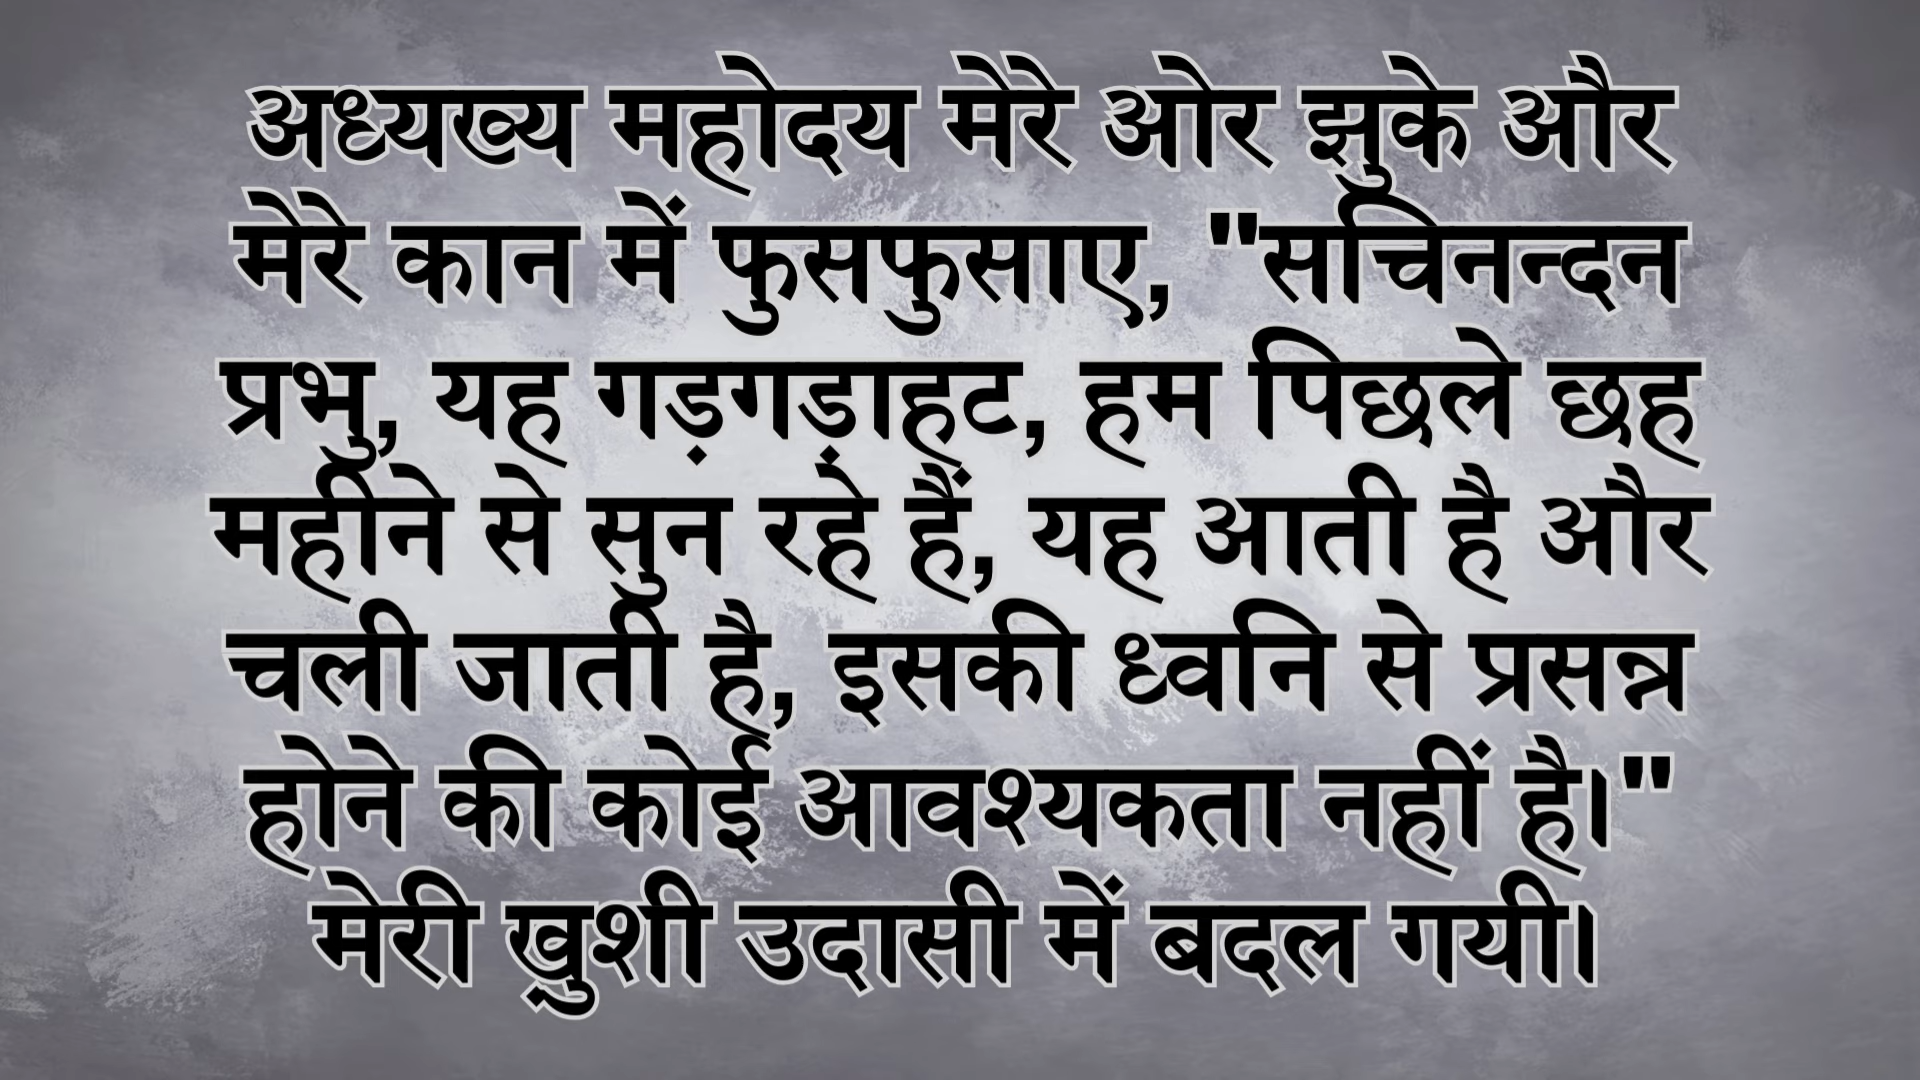 अध्यख्य महोदय मेरे ओर झुके और
मेरे कान में फुसफुसाए, "सचिनन्दन
प्रभु, यह गड़गड़ाहट, हम पिछले छह
महीने से सुन रहे हैं, यह आती है और
चली जाती है, इसकी ध्वनि से प्रसन्न
होने की कोई आवश्यकता नहीं है।"
मेरी ख़ुशी उदासी में बदल गयी।